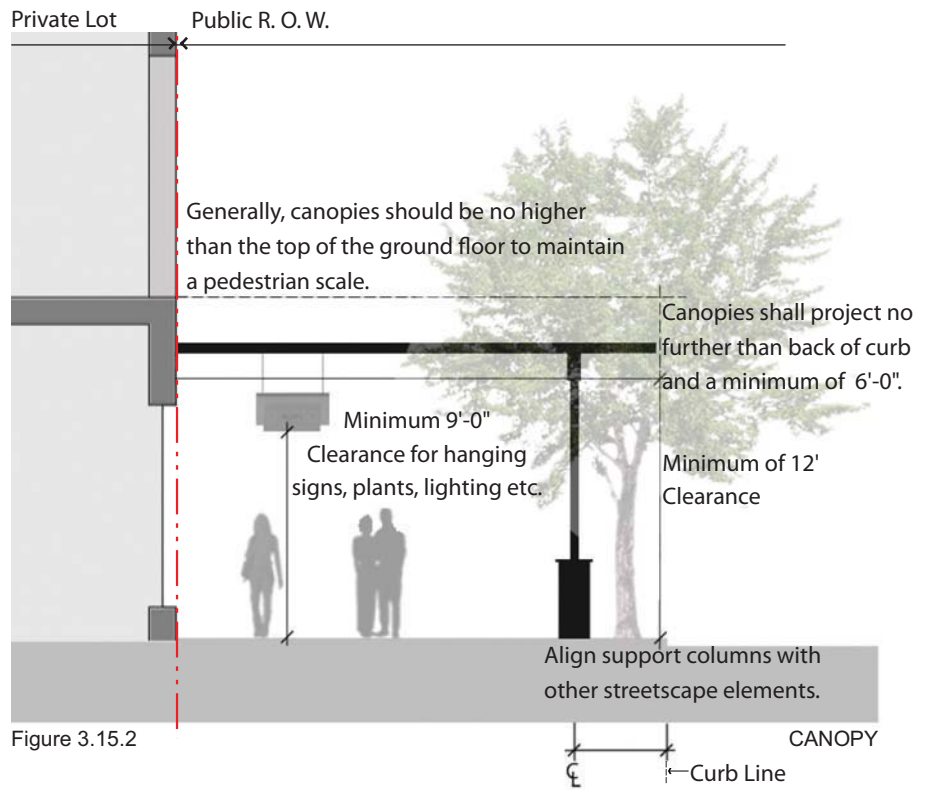 Private Lot
Public R. O. W.
Generally, canopies should be no higher
than the top of the ground floor to maintain
a pedestrian scale.
Canopies shall project no
further than back of curb
and a minimum of 6'-0".
Minimum 9'-0"
Clearance for hanging
signs, plants, lighting etc.
Minimum of 12'
Clearance
Align support columns with
other streetscape elements.
Figure 3.15.2
CANOPY
℄
Curb Line